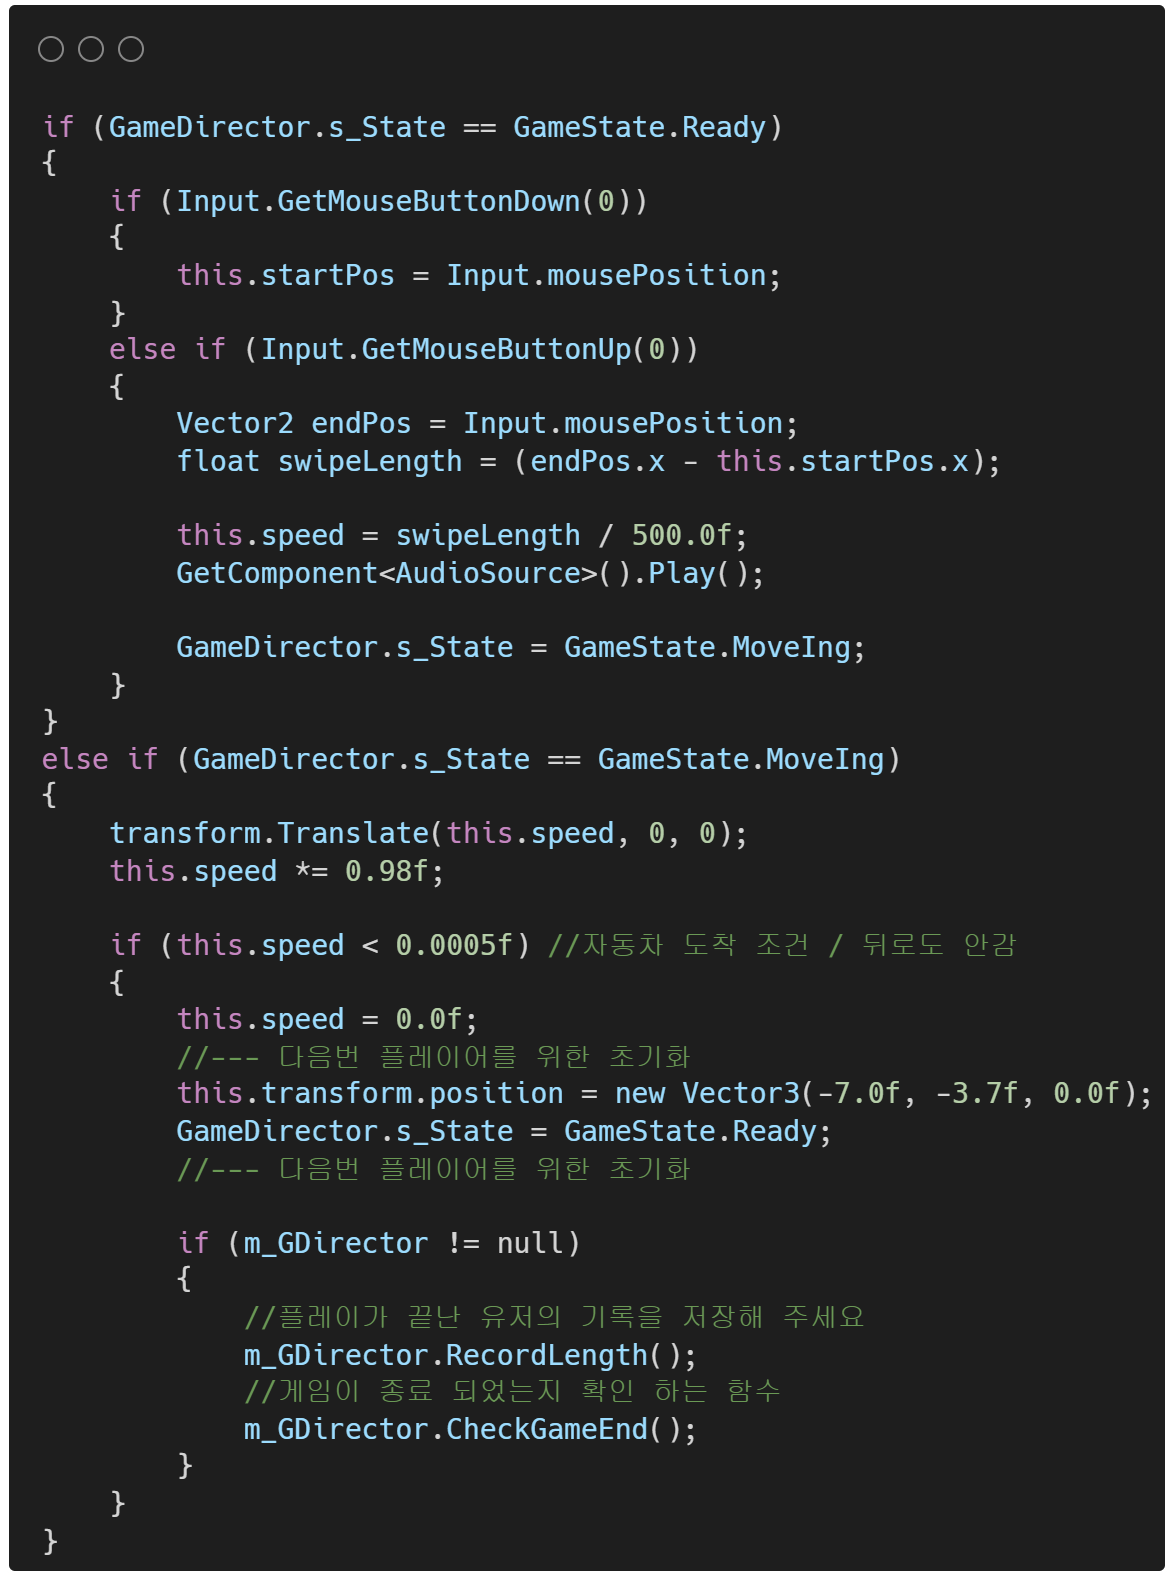 if (GameDirector.s_State == GameState.Ready)
{
    if (Input.GetMouseButtonDown(0))
    {
        this.startPos = Input.mousePosition;
    }
    else if (Input.GetMouseButtonUp(0))
    {
        Vector2 endPos = Input.mousePosition;
        float swipeLength = (endPos.x - this.startPos.x);

        this.speed = swipeLength / 500.0f;
        GetComponent<AudioSource>().Play();

        GameDirector.s_State = GameState.MoveIng;
    }
}
else if (GameDirector.s_State == GameState.MoveIng)
{
    transform.Translate(this.speed, 0, 0);
    this.speed *= 0.98f;

    if (this.speed < 0.0005f) //자동차 도착 조건 / 뒤로도 안감
    {
        this.speed = 0.0f;
        //--- 다음번 플레이어를 위한 초기화
        this.transform.position = new Vector3(-7.0f, -3.7f, 0.0f);
        GameDirector.s_State = GameState.Ready;
        //--- 다음번 플레이어를 위한 초기화

        if (m_GDirector != null)
        {
            //플레이가 끝난 유저의 기록을 저장해 주세요
            m_GDirector.RecordLength();
            //게임이 종료 되었는지 확인 하는 함수
            m_GDirector.CheckGameEnd();
        }
    }
}